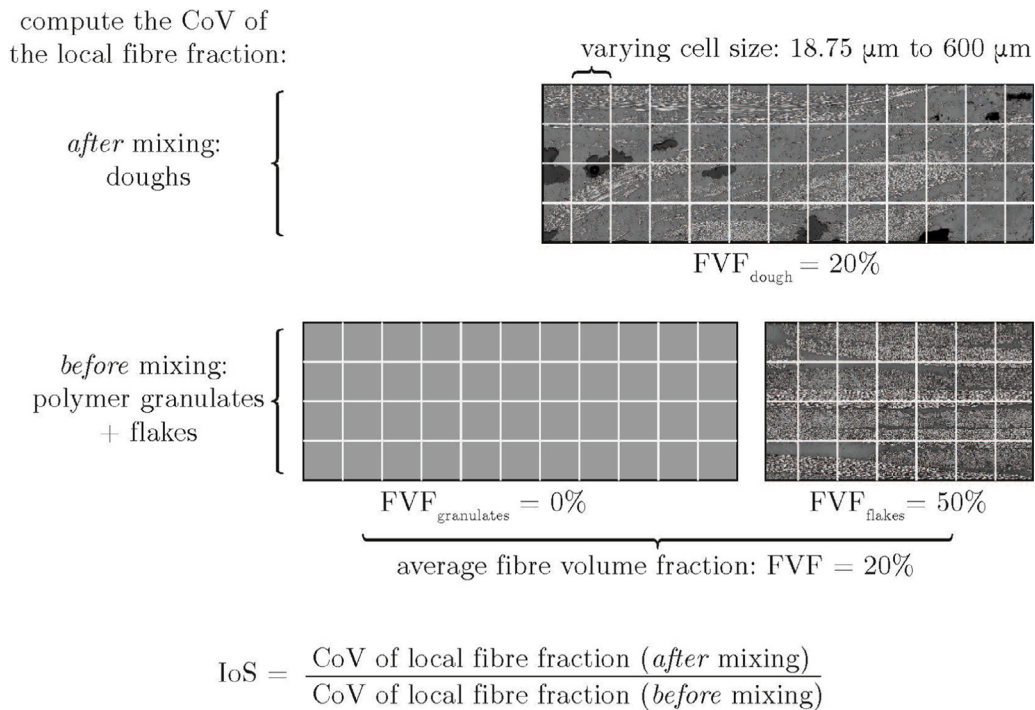 compute the CoV of
the local fibre fraction:
varying cell size: 18.75 µm to 600 µm
after mixing:
doughs
FVF_dough = 20%
before mixing:
polymer granulates
+ flakes
FVF_granulates = 0%
FVF_flakes = 50%
average fibre volume fraction: FVF = 20%
IoS = CoV of local fibre fraction (after mixing)
CoV of local fibre fraction (before mixing)